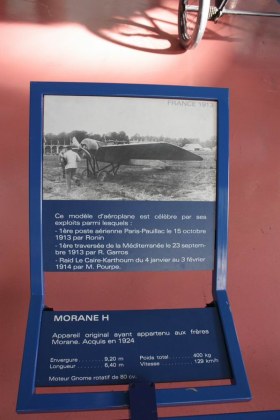 FRANCE 1913
Ce modèle d'aéroplane est célèbre par ses
exploits parmi lesquels :
- 1ère poste aérienne Paris-Pauillac le 15 octobre
1913 par Ronin
- 1ère traversée de la Méditerranée le 23 septem-
bre 1913 par R. Garros
- Raid Le Caire-Karthoum du 4 janvier au 3 février
1914 par M. Pourpe.
MORANE H
Appareil original ayant appartenu aux frères
Morane. Acquis en 1924
Envergure ........ 9,20 m Poids total ........ 400 kg
Longueur ......... 6,40 m Vitesse ........ 129 km/h
Moteur Gnome rotatif de 80 cv.